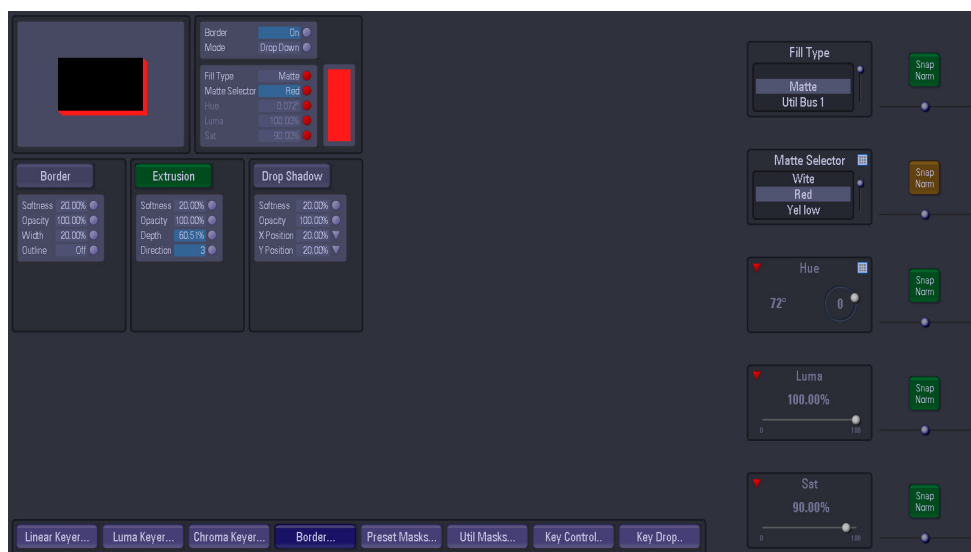 Border On
Mode Drop Down
Fill Type Matte
Matte Selector Red
Hue 0.072°
Luma 100.00%
Sat 90.00%
Border
Softness 20.00%
Opacity 100.00%
Width 20.00%
Outline Off
Extrusion
Softness 20.00%
Opacity 100.00%
Depth 60.51%
Direction 3
Drop Shadow
Softness 20.00%
Opacity 100.00%
X Position 20.00%
Y Position 20.00%
Fill Type
Matte
Util Bus 1
Snap Norm
Matte Selector
Wite
Red
Yellow
Snap Norm
Hue
72°
0
Snap Norm
Luma
100.00%
0 100
Snap Norm
Sat
90.00%
0 100
Snap Norm
Linear Keyer... Luma Keyer... Chroma Keyer... Border... Preset Masks... Util Masks... Key Control.. Key Drop..